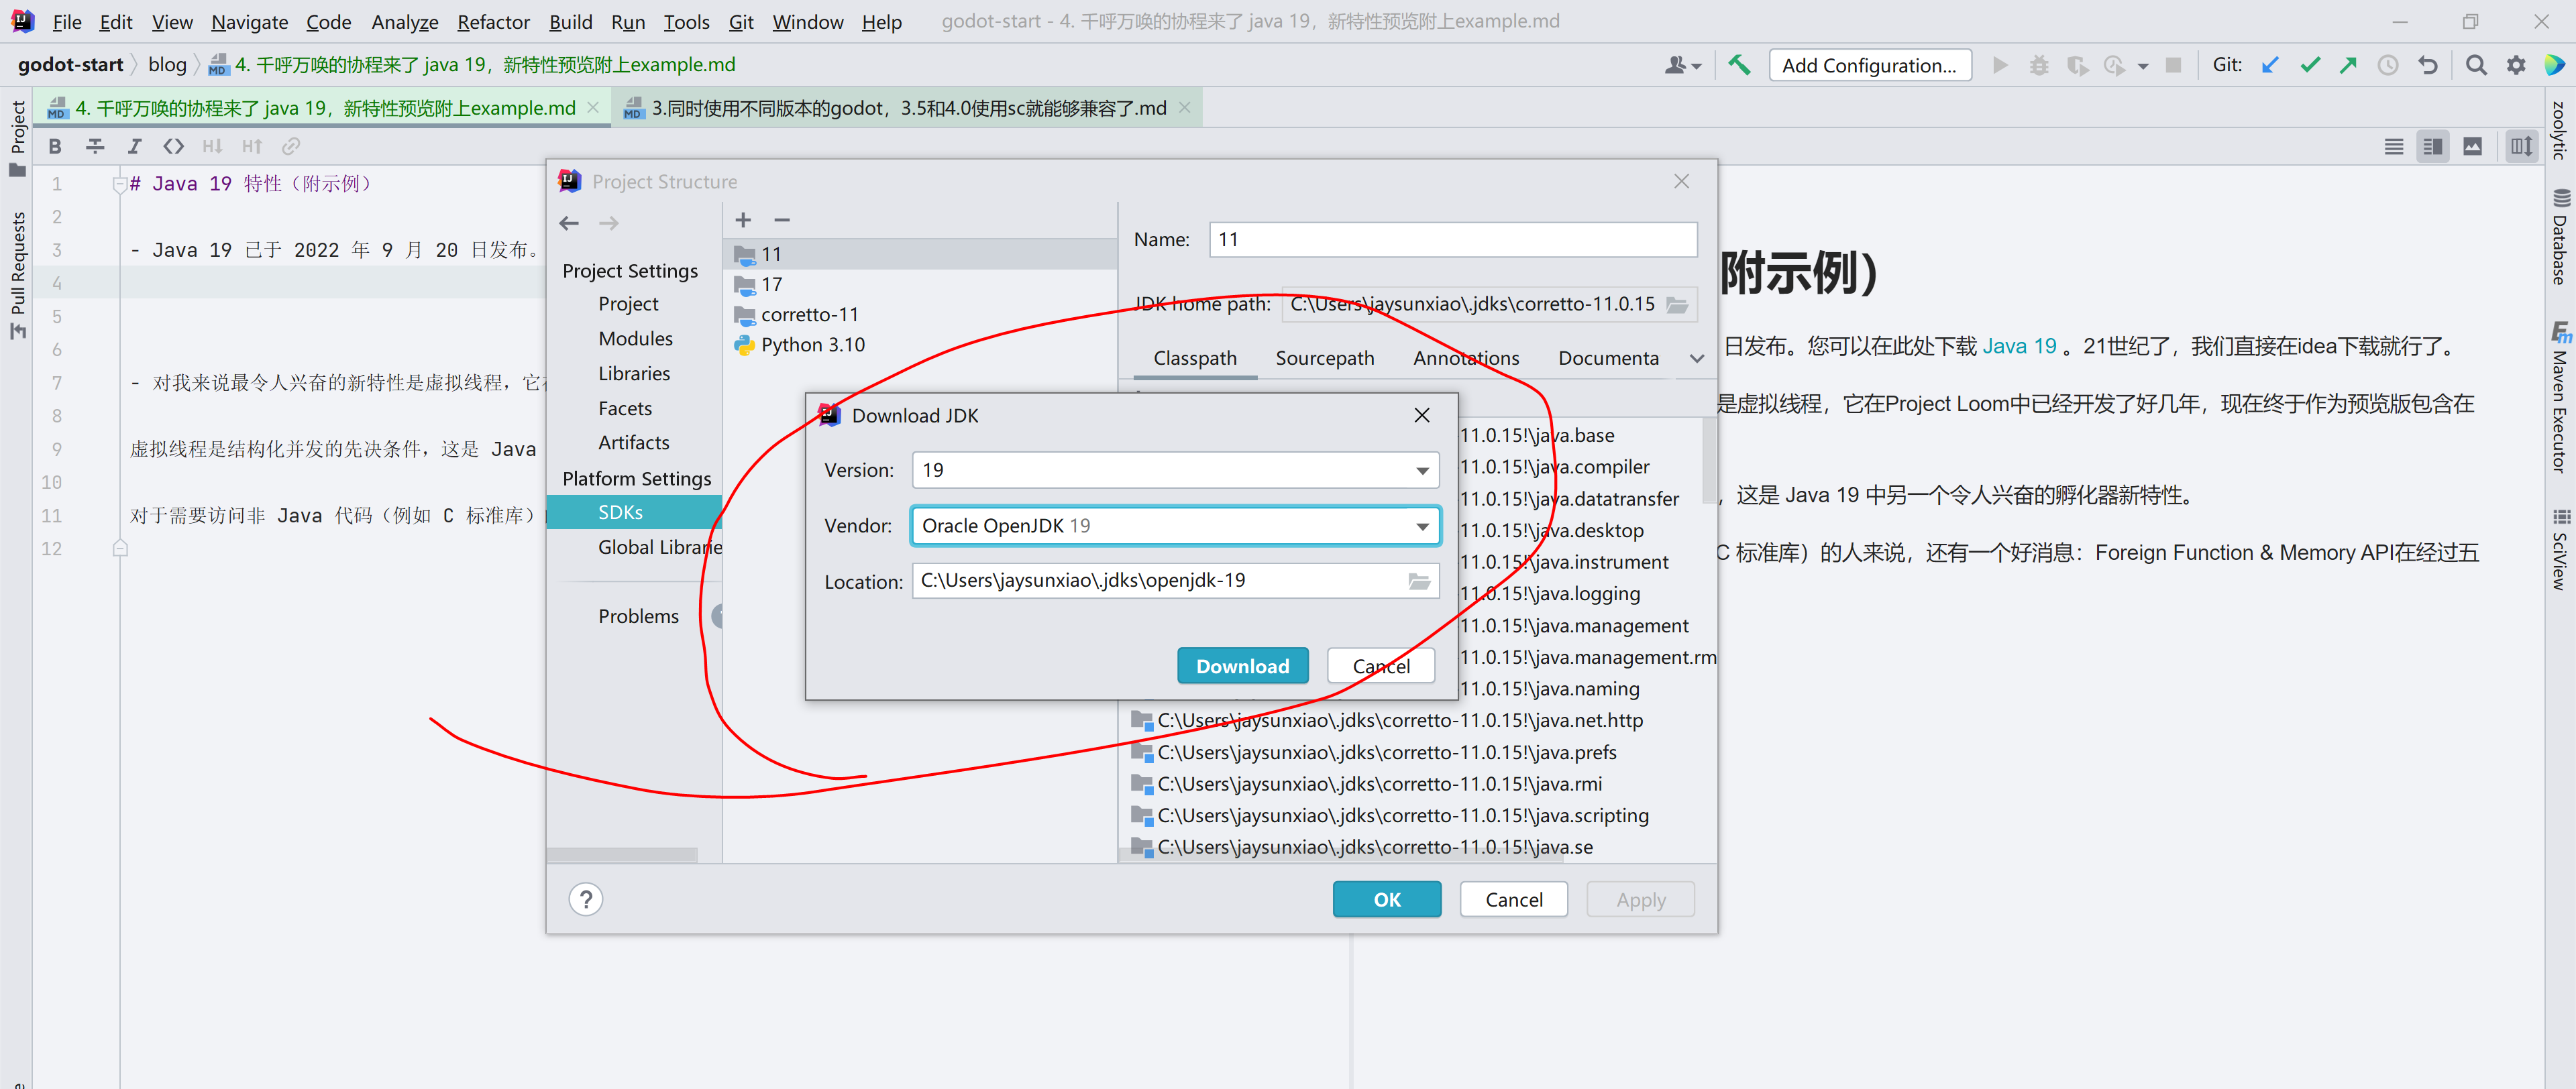 File Edit View Navigate Code Analyze Refactor Build Run Tools Git Window Help godot-start - 4. 千呼万唤的协程来了 java 19，新特性预览附上example.md
godot-start blog 4. 千呼万唤的协程来了 java 19，新特性预览附上example.md Add Configuration... Git:
4. 千呼万唤的协程来了 java 19，新特性预览附上example.md 3.同时使用不同版本的godot，3.5和4.0使用sc就能够兼容了.md
Project
Pull Requests
1 # Java 19 特性（附示例）
2
3 - Java 19 已于 2022 年 9 月 20 日发布。
4
5
6
7 - 对我来说最令人兴奋的新特性是虚拟线程，它在
8
9 虚拟线程是结构化并发的先决条件，这是 Java
10
11 对于需要访问非 Java 代码（例如 C 标准库）
12
Project Structure
Project Settings
Project
Modules
Libraries
Facets
Artifacts
Platform Settings
SDKs
Global Librarie
Problems
11
17
corretto-11
Python 3.10
Name: 11
JDK home path: C:\Users\jaysunxiao\.jdks\corretto-11.0.15
Classpath Sourcepath Annotations Documenta
Download JDK
Version: 19
Vendor: Oracle OpenJDK 19
Location: C:\Users\jaysunxiao\.jdks\openjdk-19
Download Cancel
-11.0.15!\java.base
-11.0.15!\java.compiler
-11.0.15!\java.datatransfer
-11.0.15!\java.desktop
-11.0.15!\java.instrument
-11.0.15!\java.logging
-11.0.15!\java.management
-11.0.15!\java.management.rm
-11.0.15!\java.naming
C:\Users\jaysunxiao\.jdks\corretto-11.0.15!\java.net.http
C:\Users\jaysunxiao\.jdks\corretto-11.0.15!\java.prefs
C:\Users\jaysunxiao\.jdks\corretto-11.0.15!\java.rmi
C:\Users\jaysunxiao\.jdks\corretto-11.0.15!\java.scripting
C:\Users\jaysunxiao\.jdks\corretto-11.0.15!\java.se
? OK Cancel Apply
附示例）
日发布。您可以在此处下载 Java 19 。21世纪了，我们直接在idea下载就行了。
是虚拟线程，它在Project Loom中已经开发了好几年，现在终于作为预览版包含在
，这是 Java 19 中另一个令人兴奋的孵化器新特性。
C 标准库）的人来说，还有一个好消息：Foreign Function & Memory API在经过五
zoolytic
Database
Maven Executor
SciView